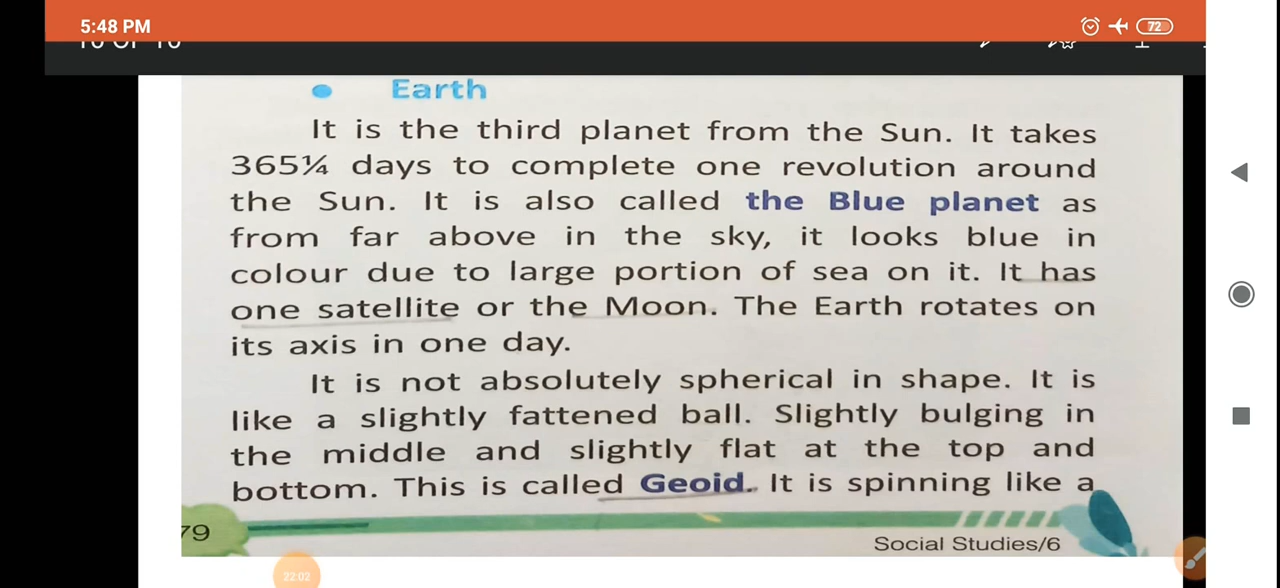 5:48 PM
72
Earth
It is the third planet from the Sun. It takes
365¼ days to complete one revolution around
the Sun. It is also called the Blue planet as
from far above in the sky, it looks blue in
colour due to large portion of sea on it. It has
one satellite or the Moon. The Earth rotates on
its axis in one day.
It is not absolutely spherical in shape. It is
like a slightly fattened ball. Slightly bulging in
the middle and slightly flat at the top and
bottom. This is called Geoid. It is spinning like a
79
Social Studies/6
22:02